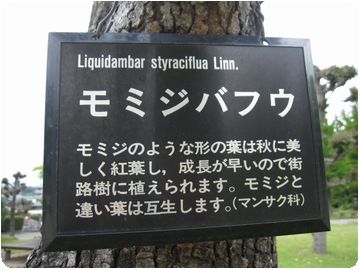 Liquidambar styraciflua Linn.
モミジバフウ
モミジのような形の葉は秋に美
しく紅葉し，成長が早いので街
路樹に植えられます。モミジと
違い葉は互生します。(マンサク科)